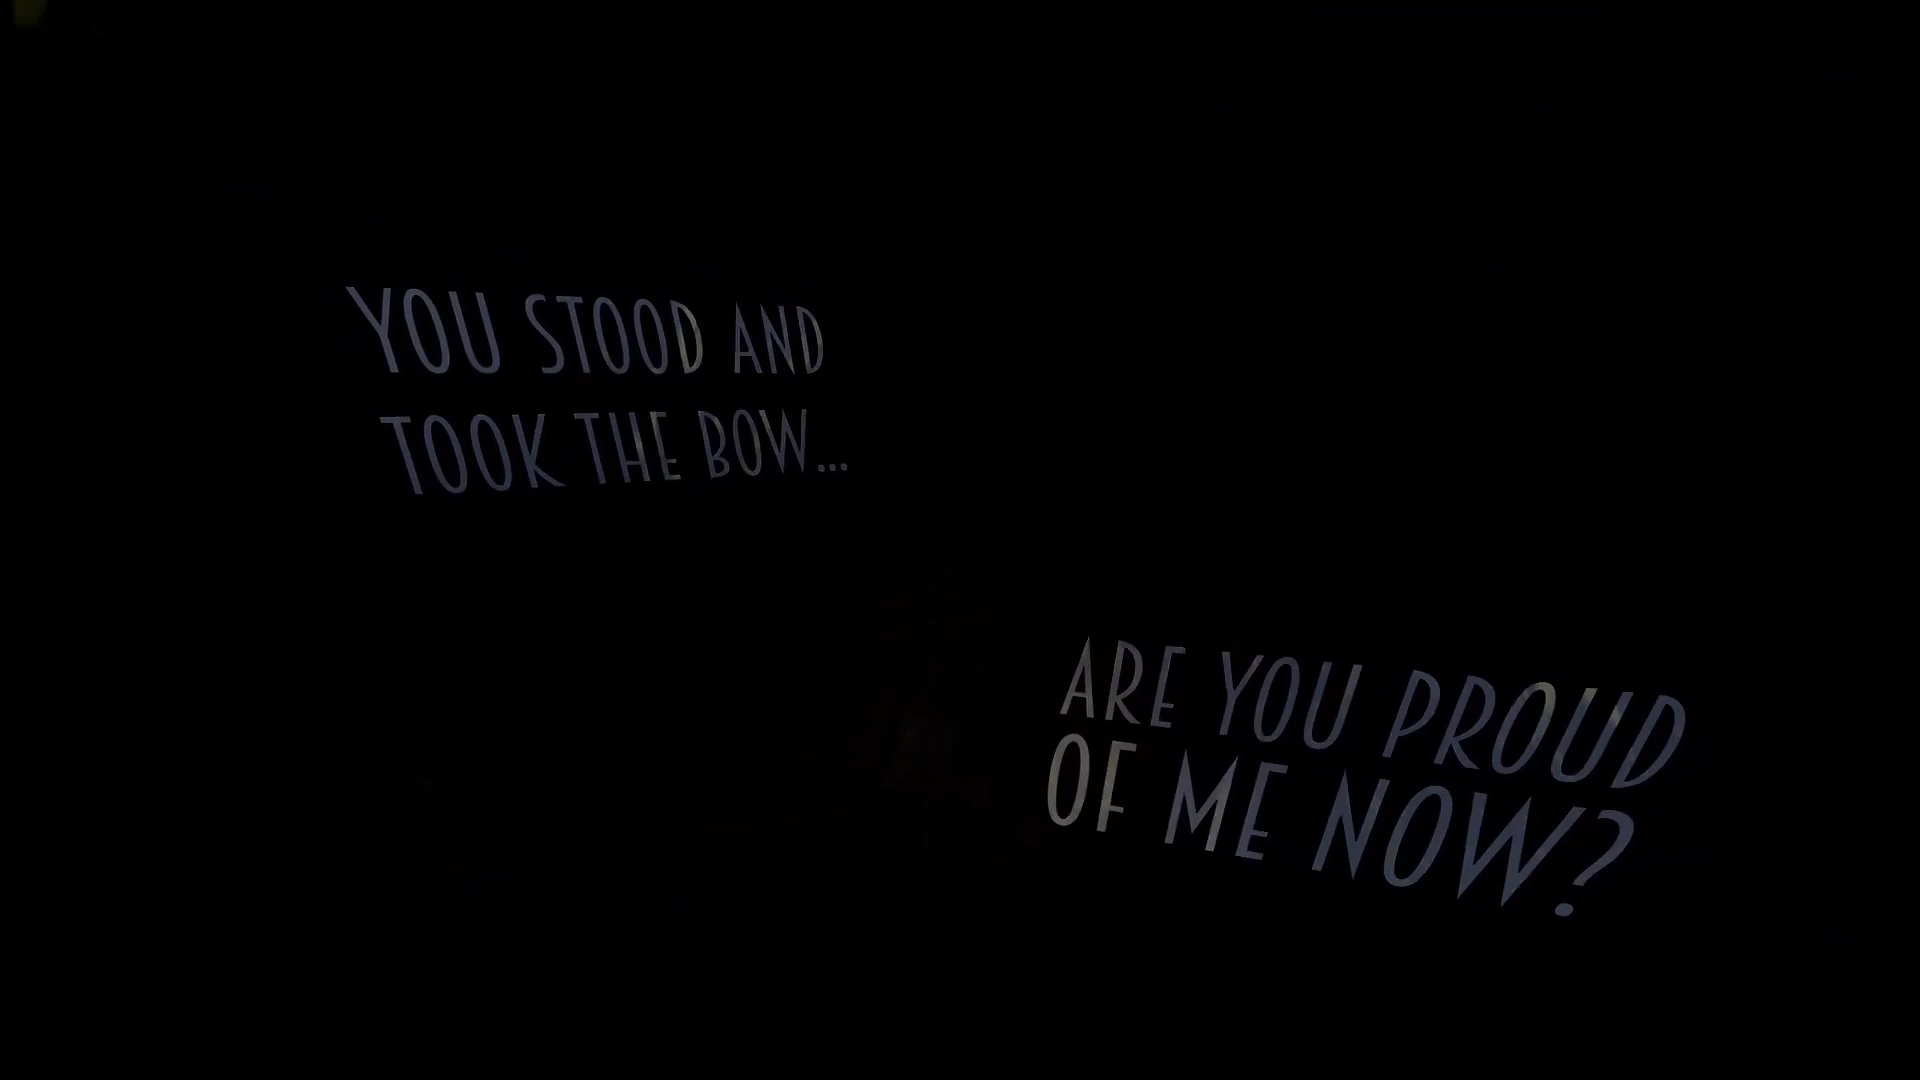 YOU STOOD AND
TOOK THE BOW...
ARE YOU PROUD
OF ME NOW?